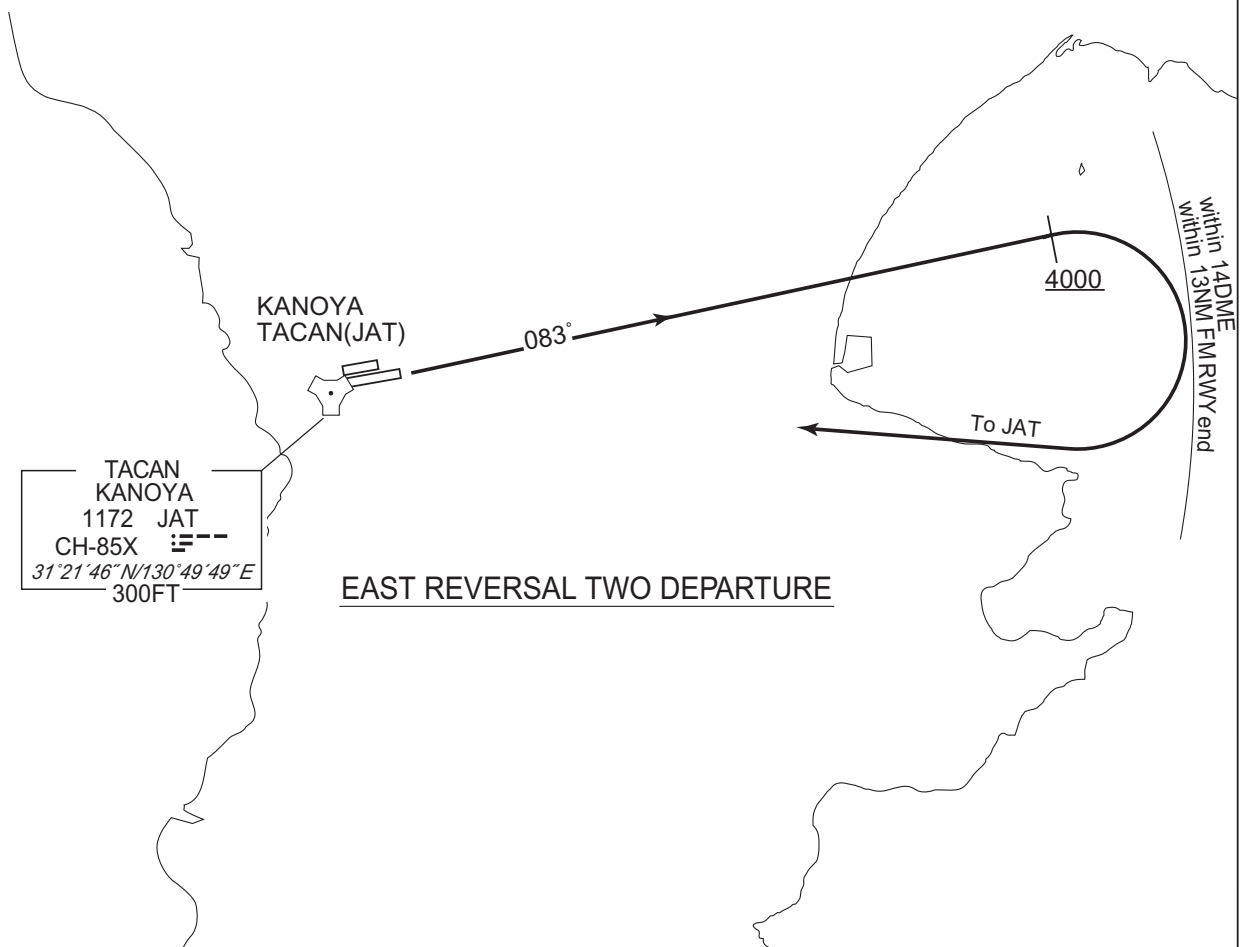 within 14DME
within 13NM FM RWY end
4000
KANOYA
TACAN(JAT)
083°
To JAT
TACAN
KANOYA
1172 JAT
CH-85X
31°21´46˝N/130°49´49˝E
300FT
EAST REVERSAL TWO DEPARTURE